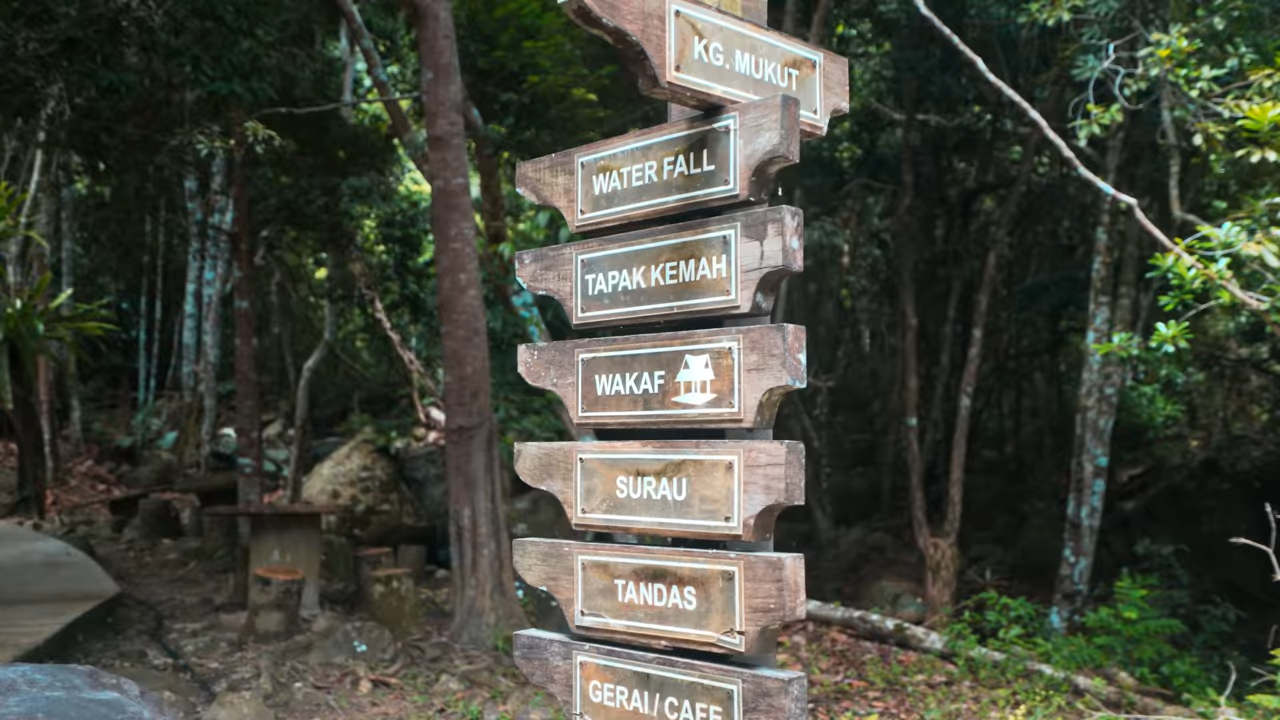 KG. MUKUT
WATER FALL
TAPAK KEMAH
WAKAF
SURAU
TANDAS
GERAI / CAFE